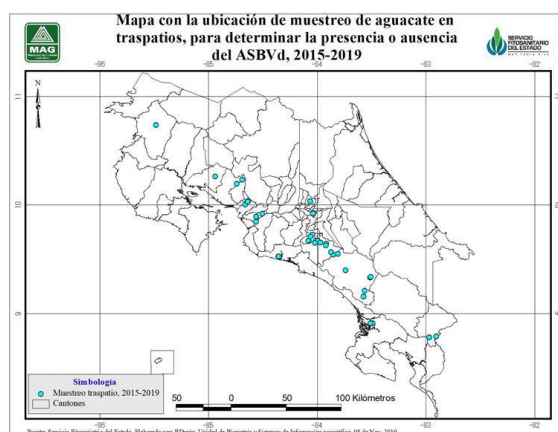 Mapa con la ubicación de muestreo de aguacate en
traspatios, para determinar la presencia o ausencia
del ASBVd, 2015-2019
MAG
SERVICIO
FITOSANITARIO
DEL ESTADO
-86 -85 -84 -83 -82
N
11
10
9
Simbología
Muestreo traspatio, 2015-2019
Cantones
50 0 50 100 Kilómetros